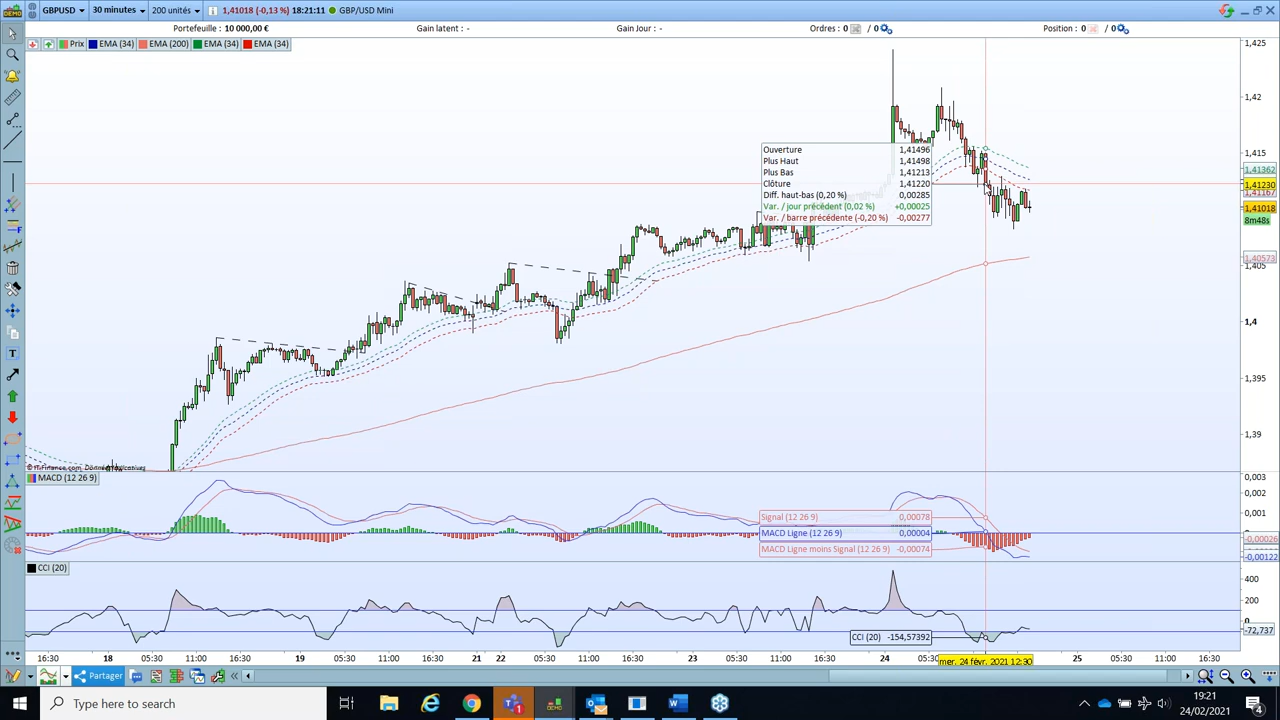 GBPUSD 30 minutes 200 unités 1,41018 (-0,13 %) 18:21:11 GBP/USD Mini
Portefeuille : 10 000,00 € Gain latent : - Gain Jour : - Ordres : 0 / 0 Position : 0 / 0
Prix EMA (34) EMA (200) EMA (34) EMA (34)
1,425
1,42
Ouverture 1,41496
Plus Haut 1,41498
Plus Bas 1,41213
Clôture 1,41220
Diff. haut-bas (0,20 %) 0,00285
Var. / jour précédent (0,02 %) +0,00025
Var. / barre précédente (-0,20 %) -0,00277
1,415
1,41362
1,41230
1,41167
1,41018
8m48s
1,40573
1,405
1,4
1,395
1,39
© IT-Finance.com. Données indicatives
MACD (12 26 9)
0,003
0,002
0,001
0
Signal (12 26 9) 0,00078
MACD Ligne (12 26 9) 0,00004
MACD Ligne moins Signal (12 26 9) -0,00074
-0,00026
-0,00122
CCI (20)
400
200
0
-72,737
CCI (20) -154,57392
16:30 18 05:30 11:00 16:30 19 05:30 11:00 16:30 21 22 05:30 11:00 16:30 23 05:30 11:00 16:30 24 05:30 mer. 24 févr. 2021 12:30 25 05:30 11:00 16:30
Partager
Type here to search
DEMO
1
19:21
24/02/2021
4